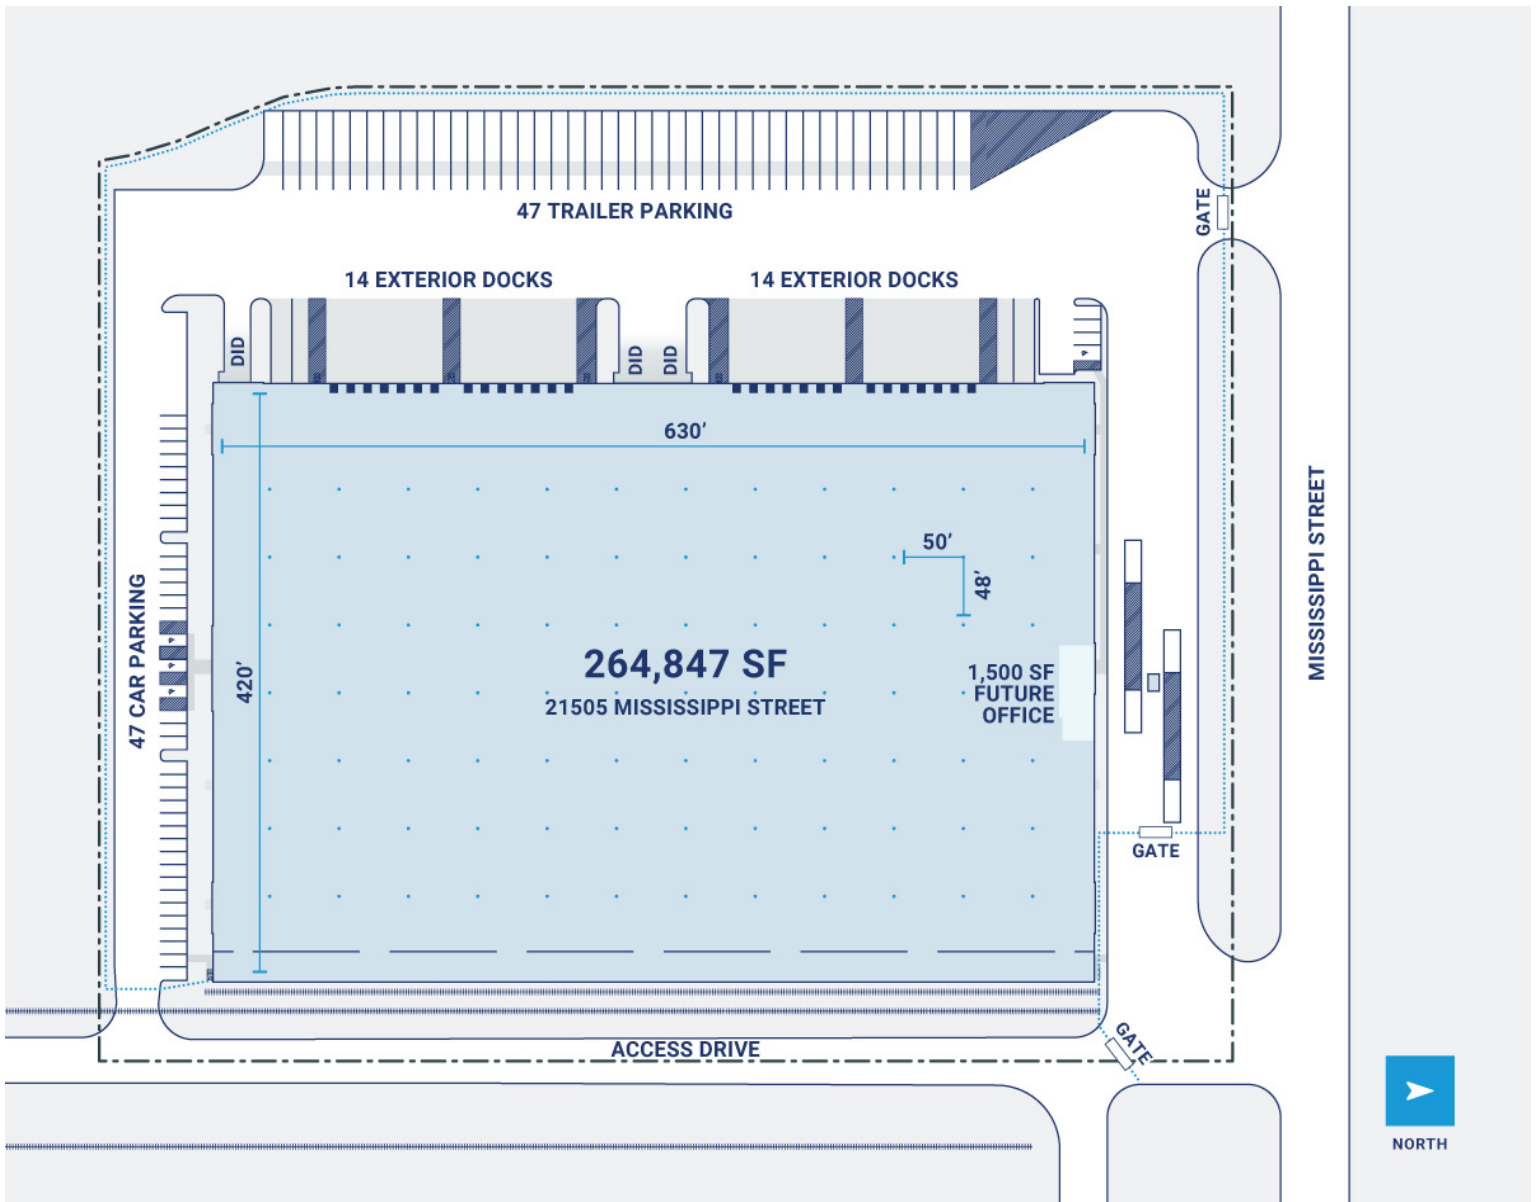 47 TRAILER PARKING
GATE
14 EXTERIOR DOCKS
14 EXTERIOR DOCKS
DID
DID
DID
630'
50'
48'
MISSISSIPPI STREET
47 CAR PARKING
420'
264,847 SF
21505 MISSISSIPPI STREET
1,500 SF
FUTURE
OFFICE
GATE
GATE
ACCESS DRIVE
NORTH